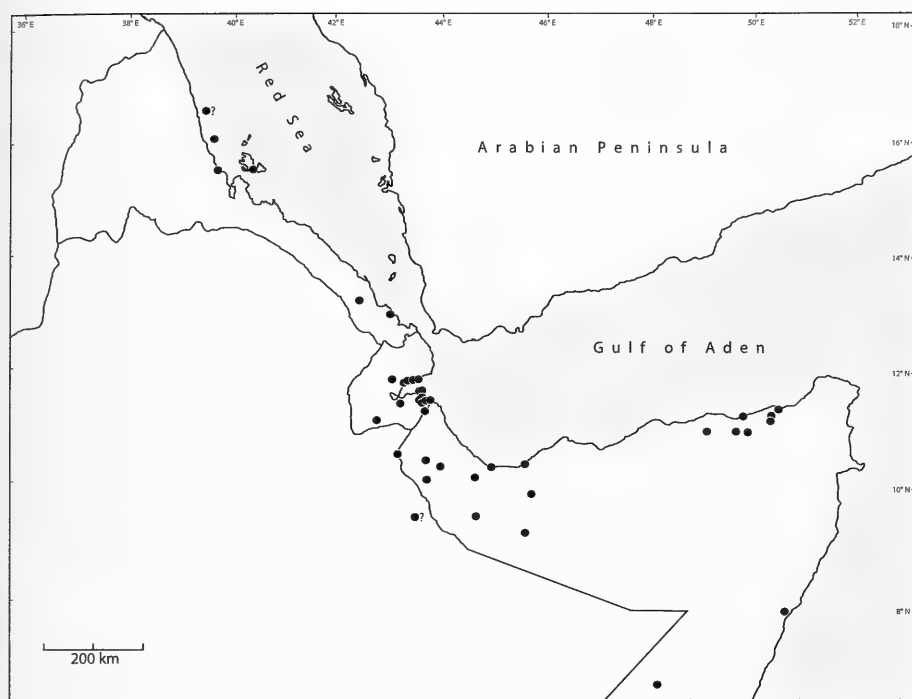 36° E 40° E 42° E 44° E 46° E 48° E 50° E 52° E
18° N
Red Sea
?
Arabian Peninsula
16° N
14° N
Gulf of Aden
12° N
10° N
?
8° N
200 km